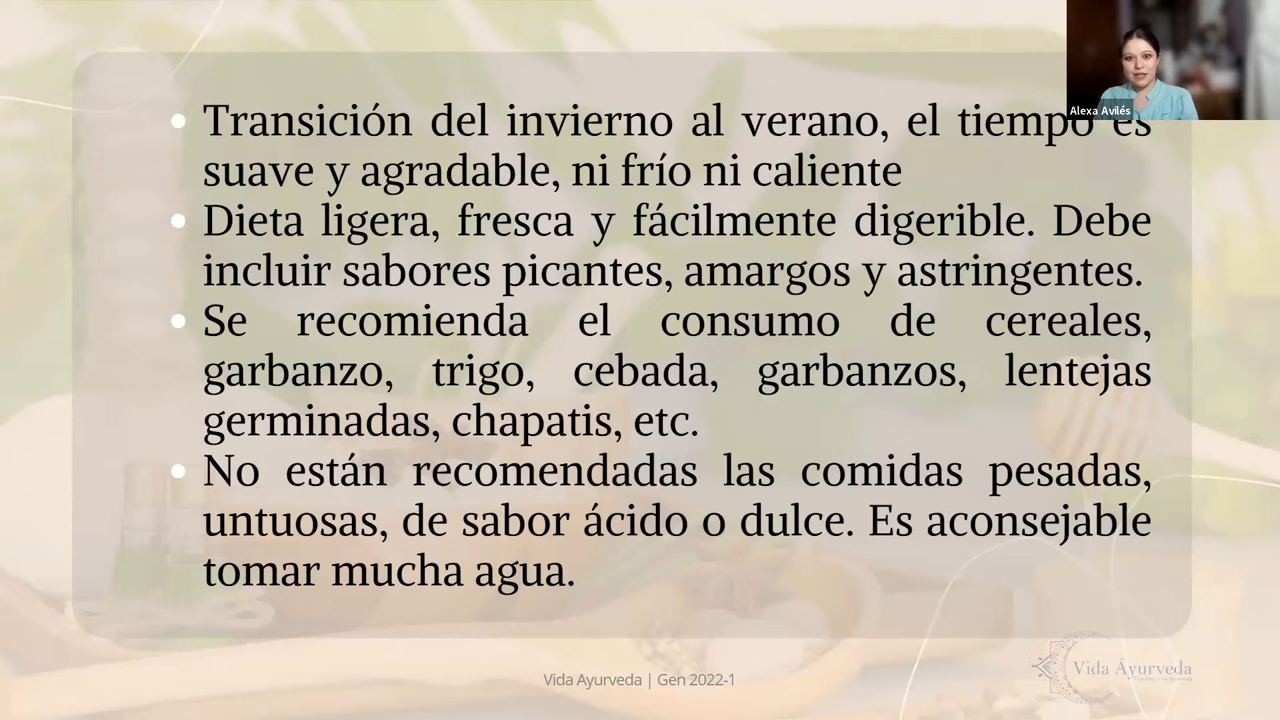 Alexa Avilés
• Transición del invierno al verano, el tiempo es
suave y agradable, ni frío ni caliente
• Dieta ligera, fresca y fácilmente digerible. Debe
incluir sabores picantes, amargos y astringentes.
• Se recomienda el consumo de cereales,
garbanzo, trigo, cebada, garbanzos, lentejas
germinadas, chapatis, etc.
• No están recomendadas las comidas pesadas,
untuosas, de sabor ácido o dulce. Es aconsejable
tomar mucha agua.
Vida Ayurveda | Gen 2022-1
Vida Áyurveda